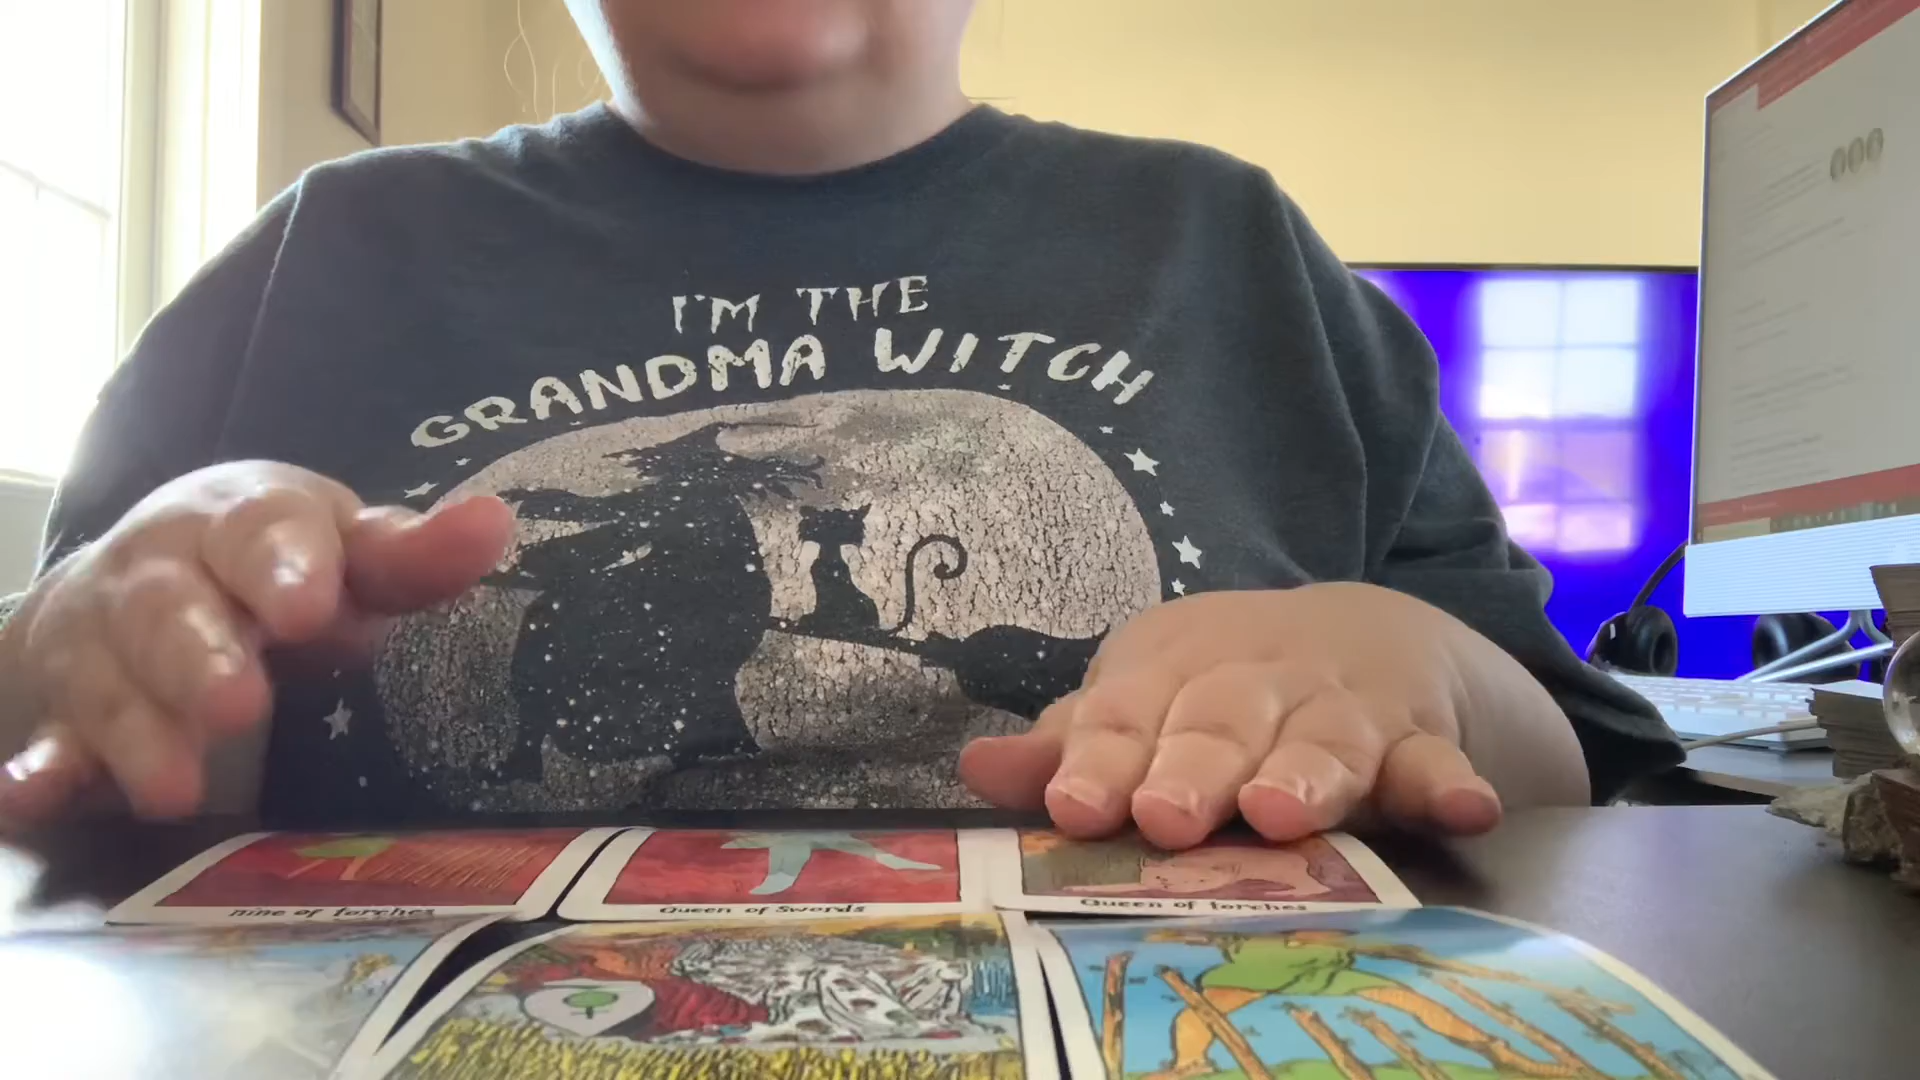 I'M THE
GRANDMA WITCH
nine of torches
Queen of Swords
Queen of torches